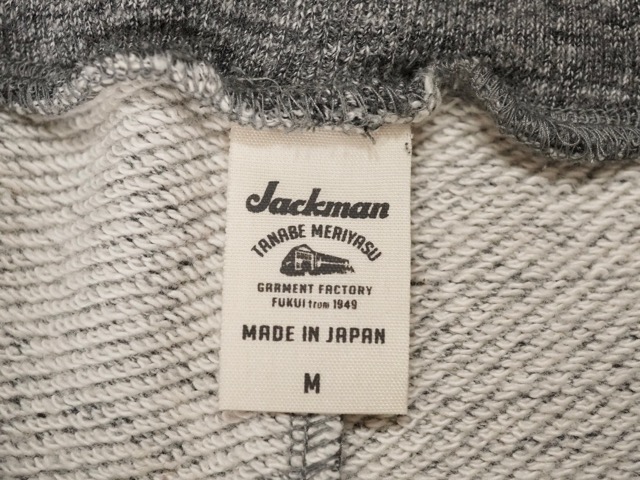 Jackman
TANABE MERIYASU
GARMENT FACTORY
FUKUI from 1949
MADE IN JAPAN
M